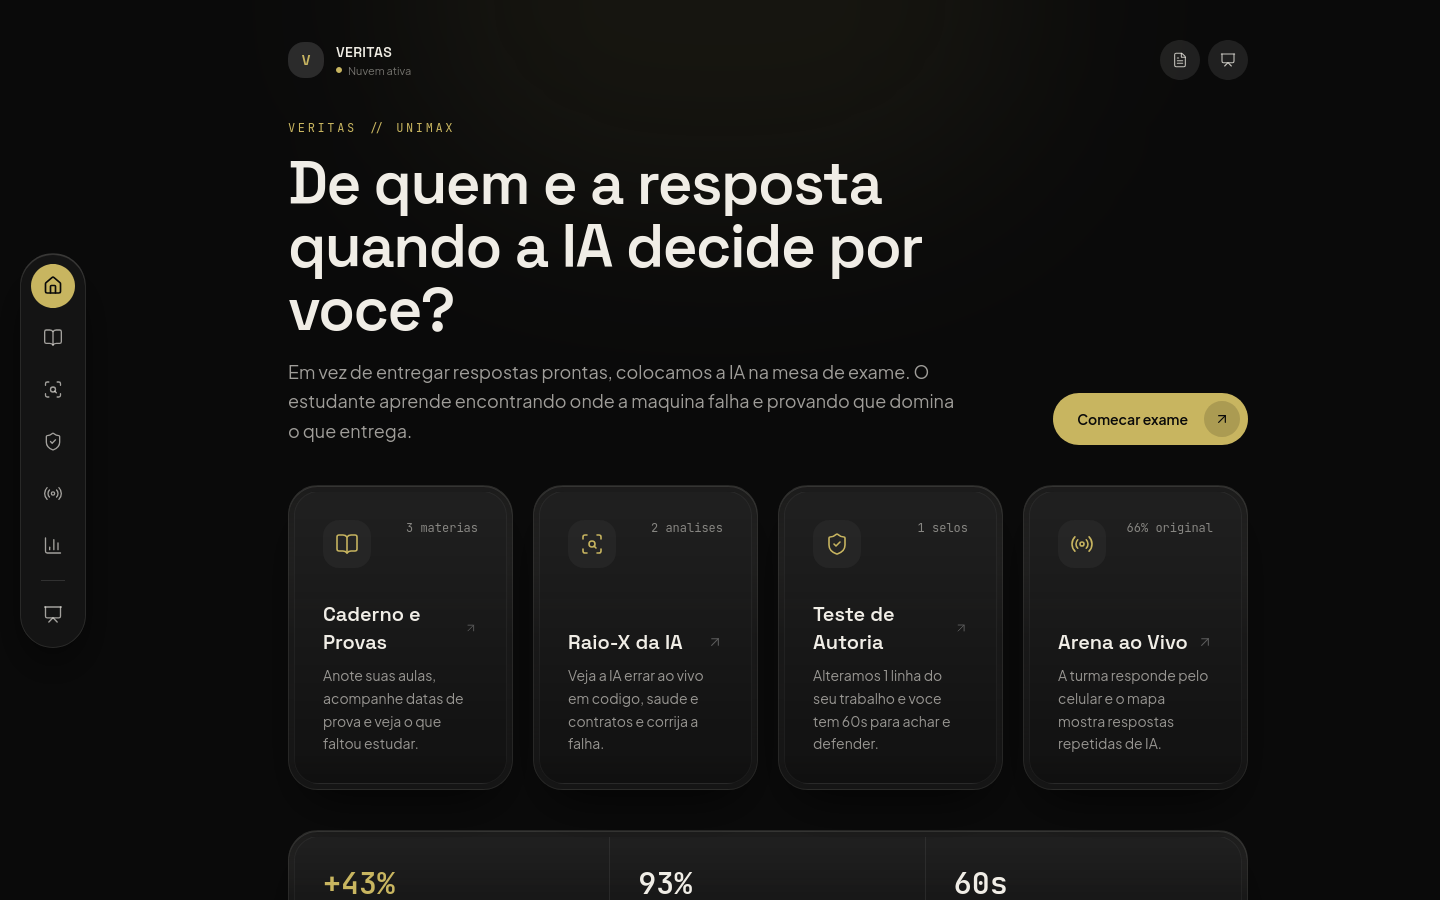 V
VERITAS
Nuvem ativa
VERITAS // UNIMAX
De quem e a resposta
quando a IA decide por
voce?
Em vez de entregar respostas prontas, colocamos a IA na mesa de exame. O
estudante aprende encontrando onde a maquina falha e provando que domina
o que entrega.
Comecar exame
3 materias
Caderno e
Provas
Anote suas aulas,
acompanhe datas de
prova e veja o que
faltou estudar.
2 analises
Raio-X da IA
Veja a IA errar ao vivo
em codigo, saude e
contratos e corrija a
falha.
1 selos
Teste de
Autoria
Alteramos 1 linha do
seu trabalho e voce
tem 60s para achar e
defender.
66% original
Arena ao Vivo
A turma responde pelo
celular e o mapa
mostra respostas
repetidas de IA.
+43%
93%
60s